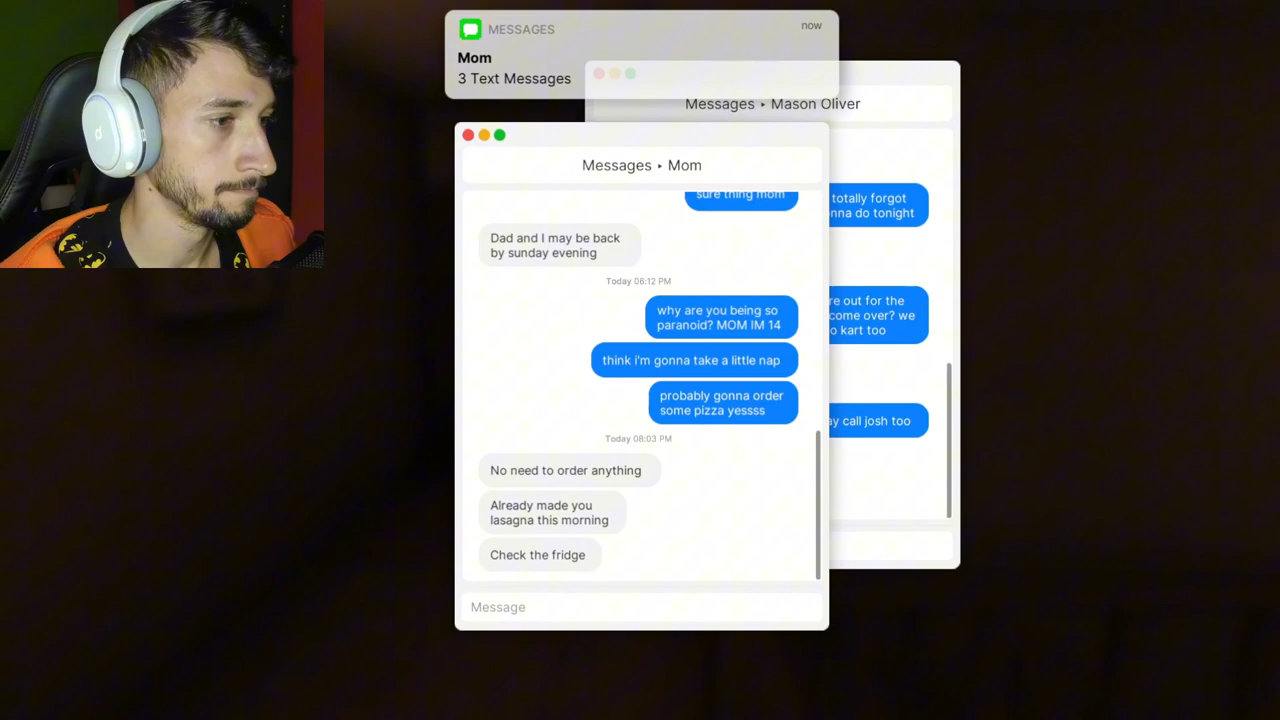 MESSAGES
now
Mom
3 Text Messages
Messages ‣ Mason Oliver
Messages ‣ Mom
sure thing mom
Dad and I may be back
by sunday evening
Today 06:12 PM
why are you being so
paranoid? MOM IM 14
think i'm gonna take a little nap
probably gonna order
some pizza yessss
Today 08:03 PM
No need to order anything
Already made you
lasagna this morning
Check the fridge
Message
totally forgot
do tonight
out for the
come over? we
kart too
call josh too